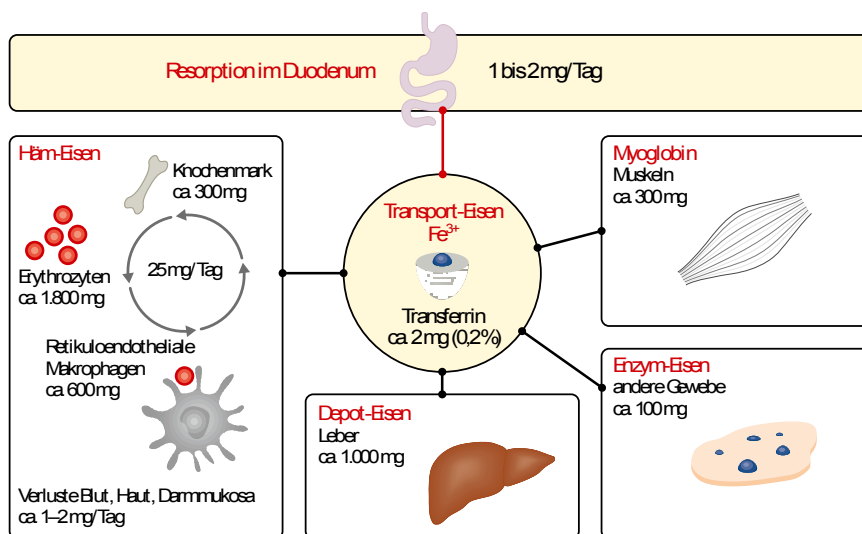 Resorption im Duodenum 1 bis 2 mg/Tag
Häm-Eisen
Knochenmark
ca. 300 mg
25 mg/Tag
Erythrozyten
ca. 1.800 mg
Retikuloendotheliale
Makrophagen
ca. 600 mg
Verluste Blut, Haut, Darmmukosa
ca. 1–2 mg/Tag
Transport-Eisen
Fe³⁺
Transferrin
ca. 2 mg (0,2%)
Depot-Eisen
Leber
ca. 1.000 mg
Myoglobin
Muskeln
ca. 300 mg
Enzym-Eisen
andere Gewebe
ca. 100 mg